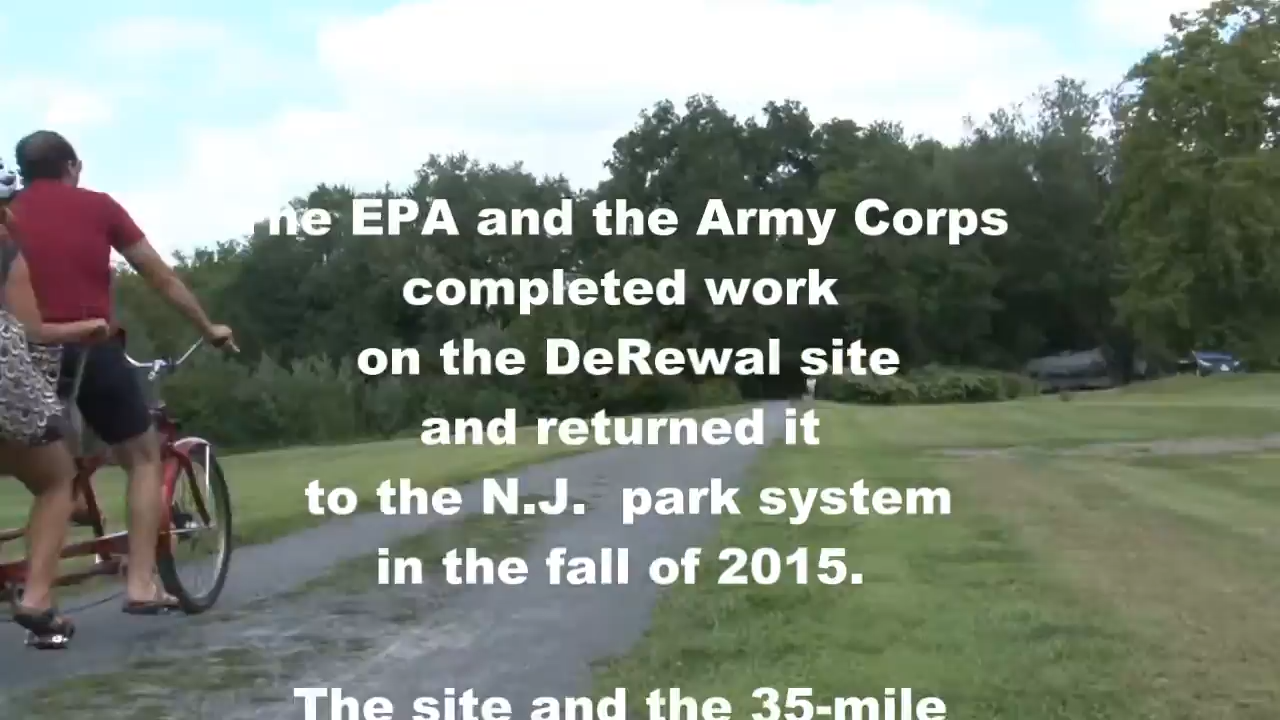 The EPA and the Army Corps
completed work
on the DeRewal site
and returned it
to the N.J. park system
in the fall of 2015.
The site and the 35-mile